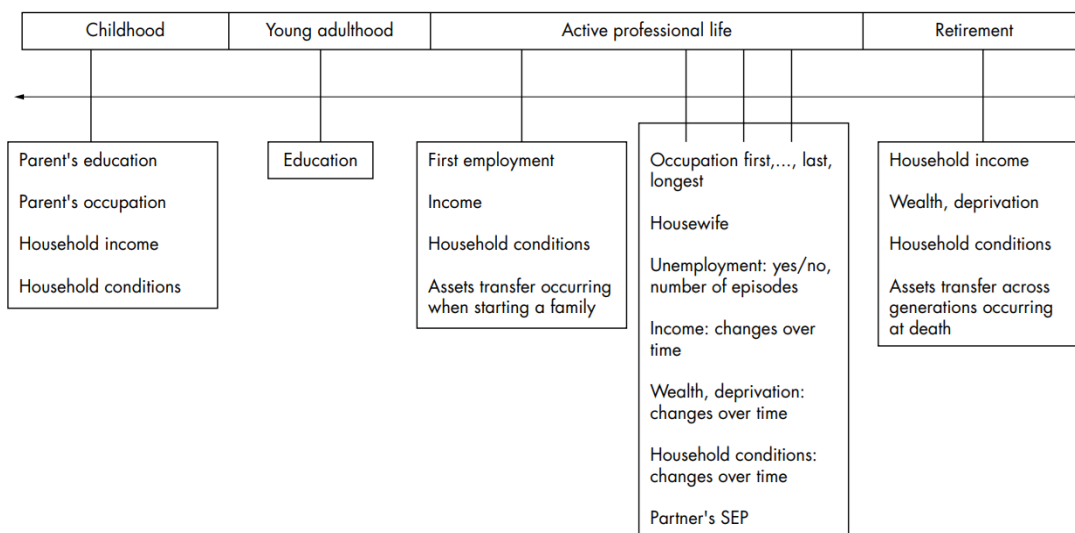 Childhood
Young adulthood
Active professional life
Retirement
Parent's education
Parent's occupation
Household income
Household conditions
Education
First employment
Income
Household conditions
Assets transfer occurring
when starting a family
Occupation first,..., last,
longest
Housewife
Unemployment: yes/no,
number of episodes
Income: changes over
time
Wealth, deprivation:
changes over time
Household conditions:
changes over time
Partner's SEP
Household income
Wealth, deprivation
Household conditions
Assets transfer across
generations occurring
at death